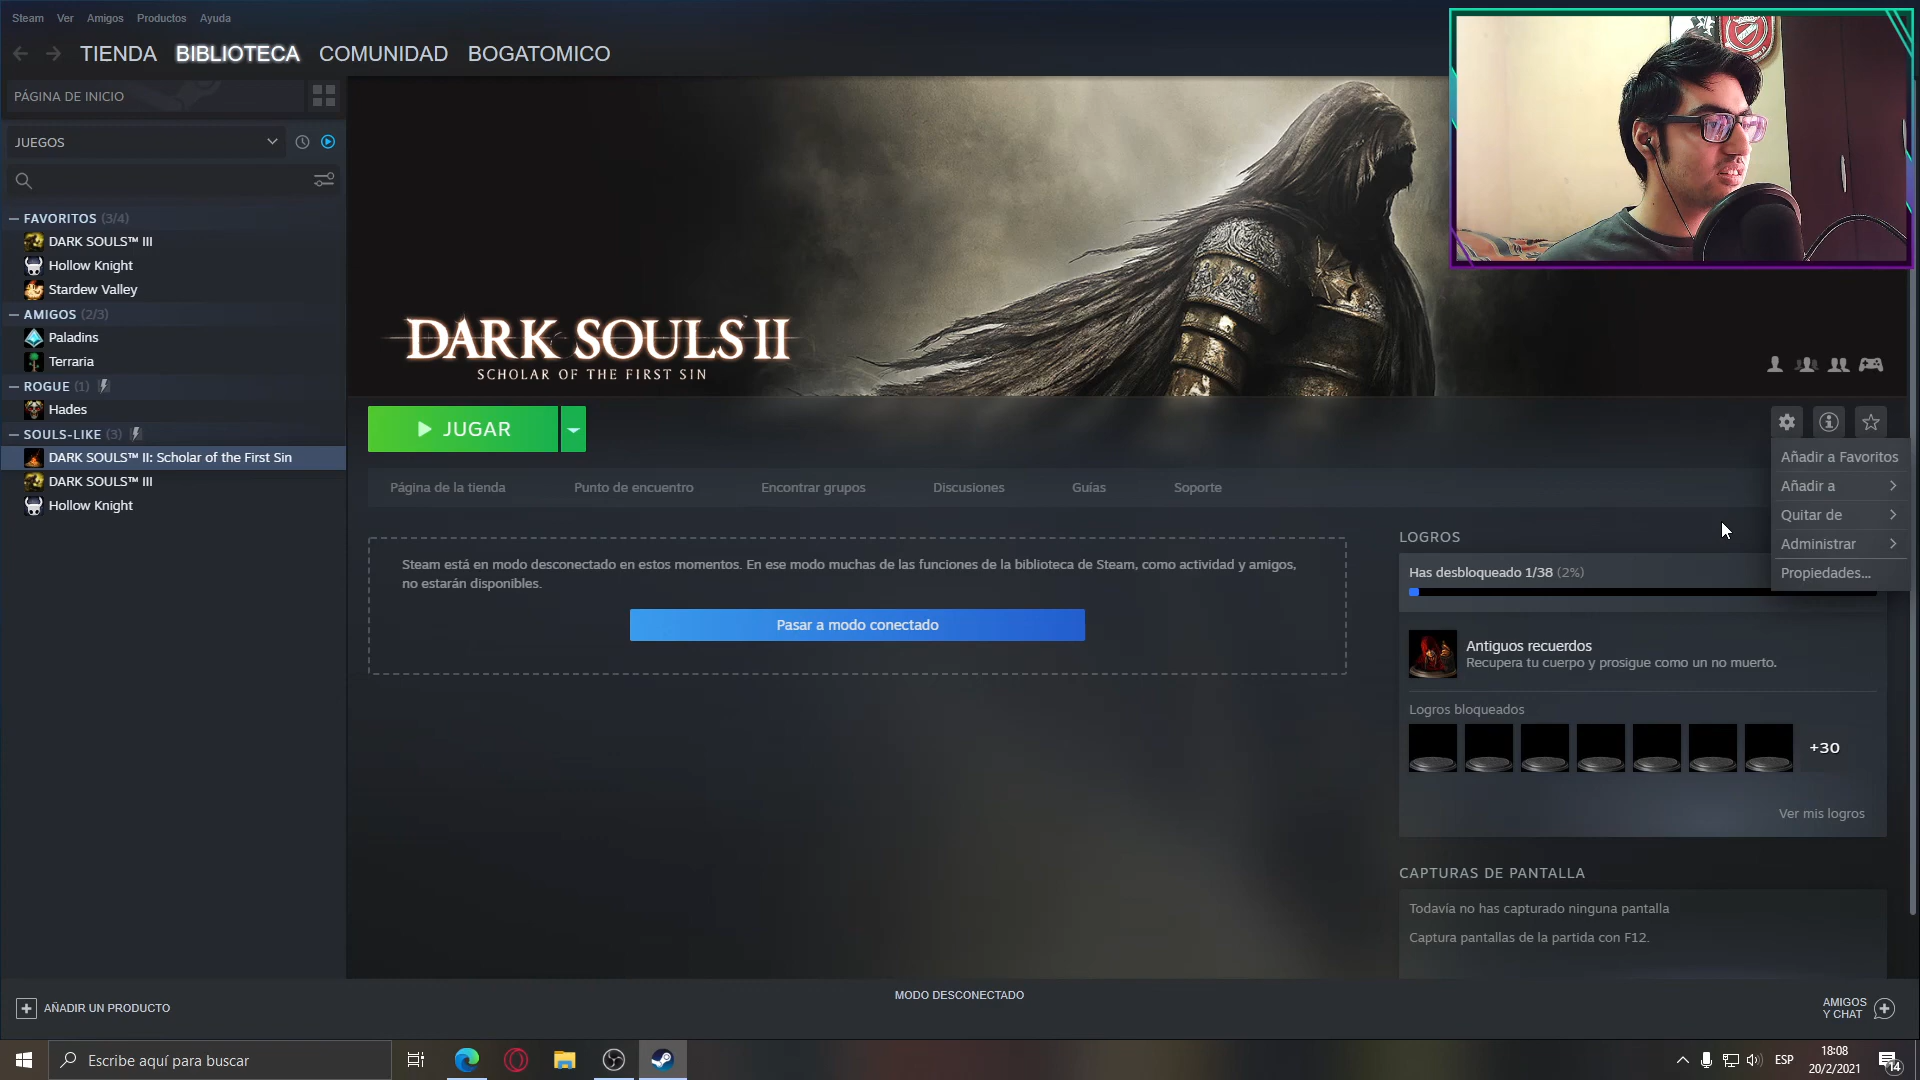 Steam Ver Amigos Productos Ayuda
TIENDA BIBLIOTECA COMUNIDAD BOGATOMICO
PÁGINA DE INICIO
JUEGOS
FAVORITOS (3/4)
DARK SOULS™ III
Hollow Knight
Stardew Valley
AMIGOS (2/3)
Paladins
Terraria
ROGUE (1)
Hades
SOULS-LIKE (3)
DARK SOULS™ II: Scholar of the First Sin
DARK SOULS™ III
Hollow Knight
DARK SOULS II
SCHOLAR OF THE FIRST SIN
JUGAR
Añadir a Favoritos
Añadir a
Quitar de
Administrar
Propiedades...
Página de la tienda Punto de encuentro Encontrar grupos Discusiones Guías Soporte
Steam está en modo desconectado en estos momentos. En ese modo muchas de las funciones de la biblioteca de Steam, como actividad y amigos,
no estarán disponibles.
Pasar a modo conectado
LOGROS
Has desbloqueado 1/38 (2%)
Antiguos recuerdos
Recupera tu cuerpo y prosigue como un no muerto.
Logros bloqueados
+30
Ver mis logros
CAPTURAS DE PANTALLA
Todavía no has capturado ninguna pantalla
Captura pantallas de la partida con F12.
AÑADIR UN PRODUCTO
MODO DESCONECTADO
AMIGOS
Y CHAT
Escribe aquí para buscar
ESP
18:08
20/2/2021
14